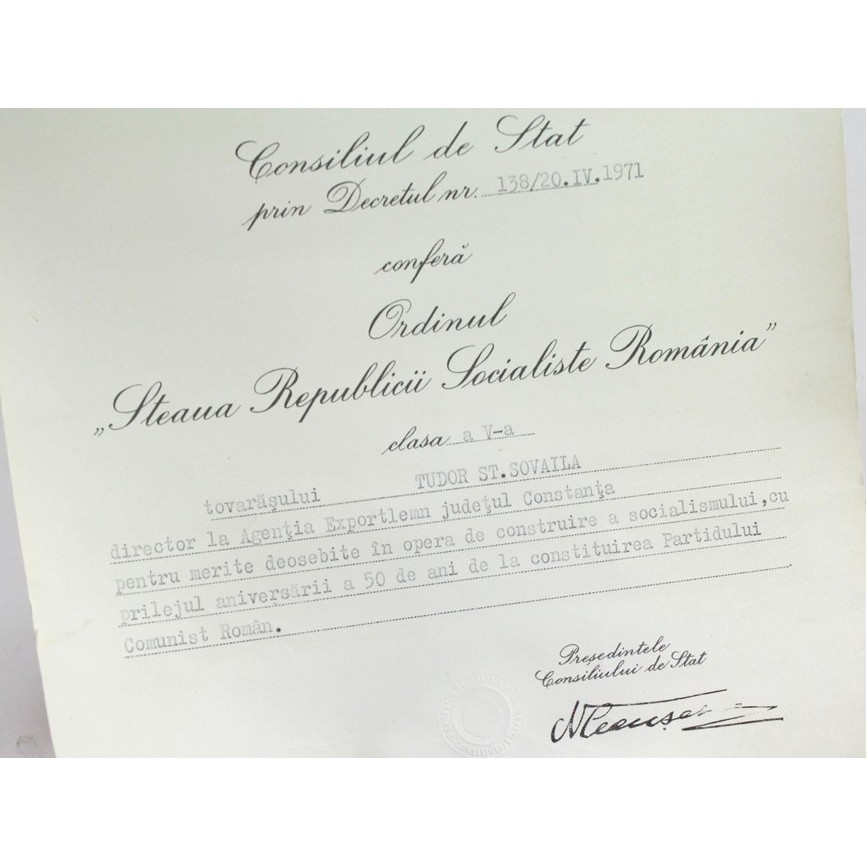 Consiliul de Stat
prin Decretul nr. 138/20.IV.1971
conferă
Ordinul
„Steaua Republicii Socialiste România”
clasa a V-a
tovarăşului TUDOR ST.SOVAILA
director la Agenţia Exportlemn judeţul Constanţa
pentru merite deosebite în opera de construire a socialismului,cu
prilejul aniversării a 50 de ani de la constituirea Partidului
Comunist Român.
Preşedintele
Consiliului de Stat